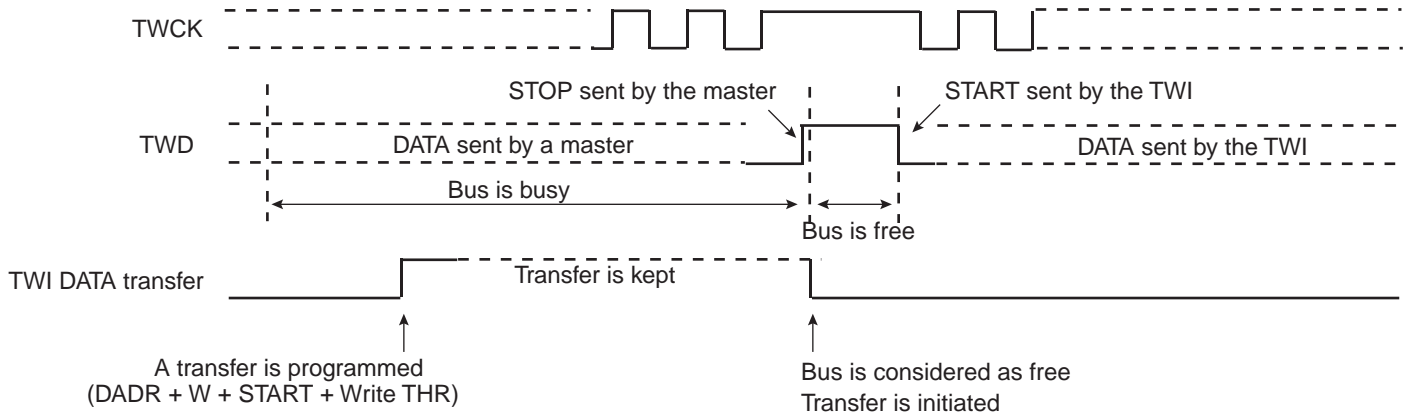 TWCK
STOP sent by the master
START sent by the TWI
TWD
DATA sent by a master
DATA sent by the TWI
Bus is busy
Bus is free
TWI DATA transfer
Transfer is kept
A transfer is programmed
(DADR + W + START + Write THR)
Bus is considered as free
Transfer is initiated